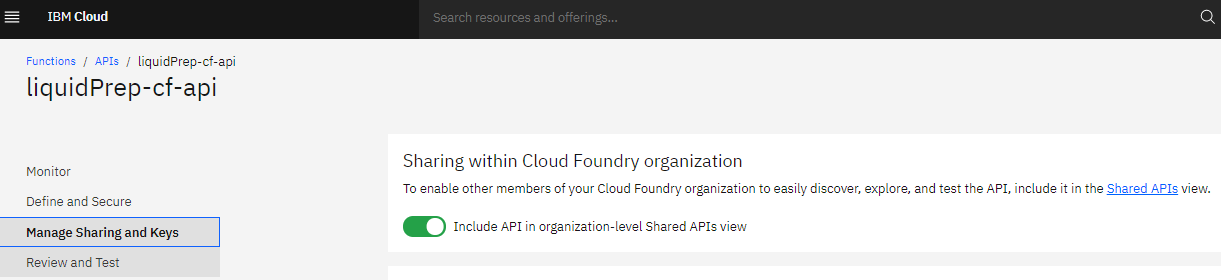 IBM Cloud
Search resources and offerings...
Functions / APIs / liquidPrep-cf-api
liquidPrep-cf-api
Monitor
Define and Secure
Manage Sharing and Keys
Review and Test
Sharing within Cloud Foundry organization
To enable other members of your Cloud Foundry organization to easily discover, explore, and test the API, include it in the Shared APIs view.
Include API in organization-level Shared APIs view